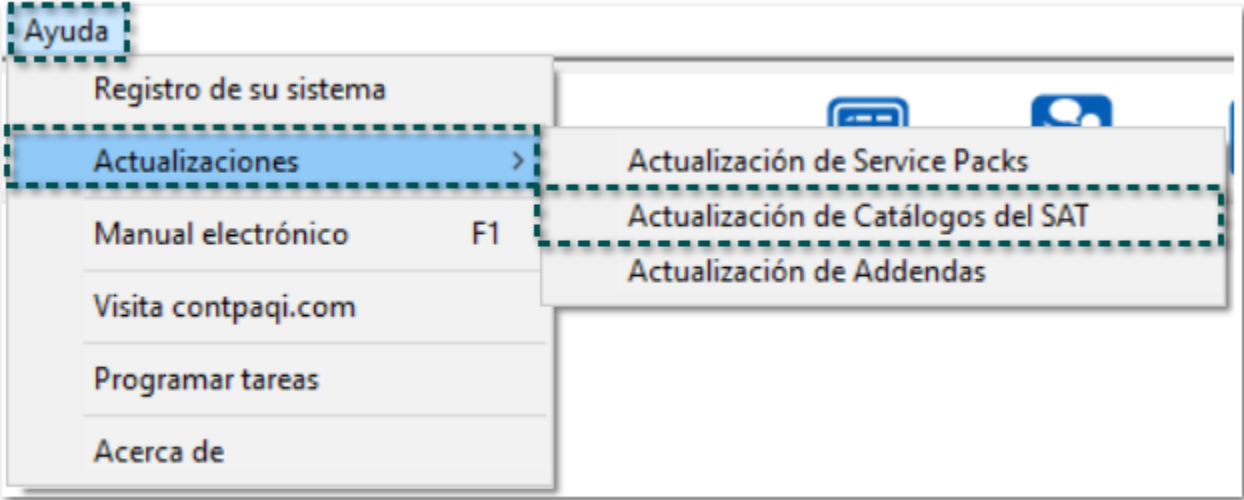 Ayuda
Registro de su sistema
Actualizaciones >
Actualización de Service Packs
Actualización de Catálogos del SAT
Actualización de Addendas
Manual electrónico F1
Visita contpaqi.com
Programar tareas
Acerca de